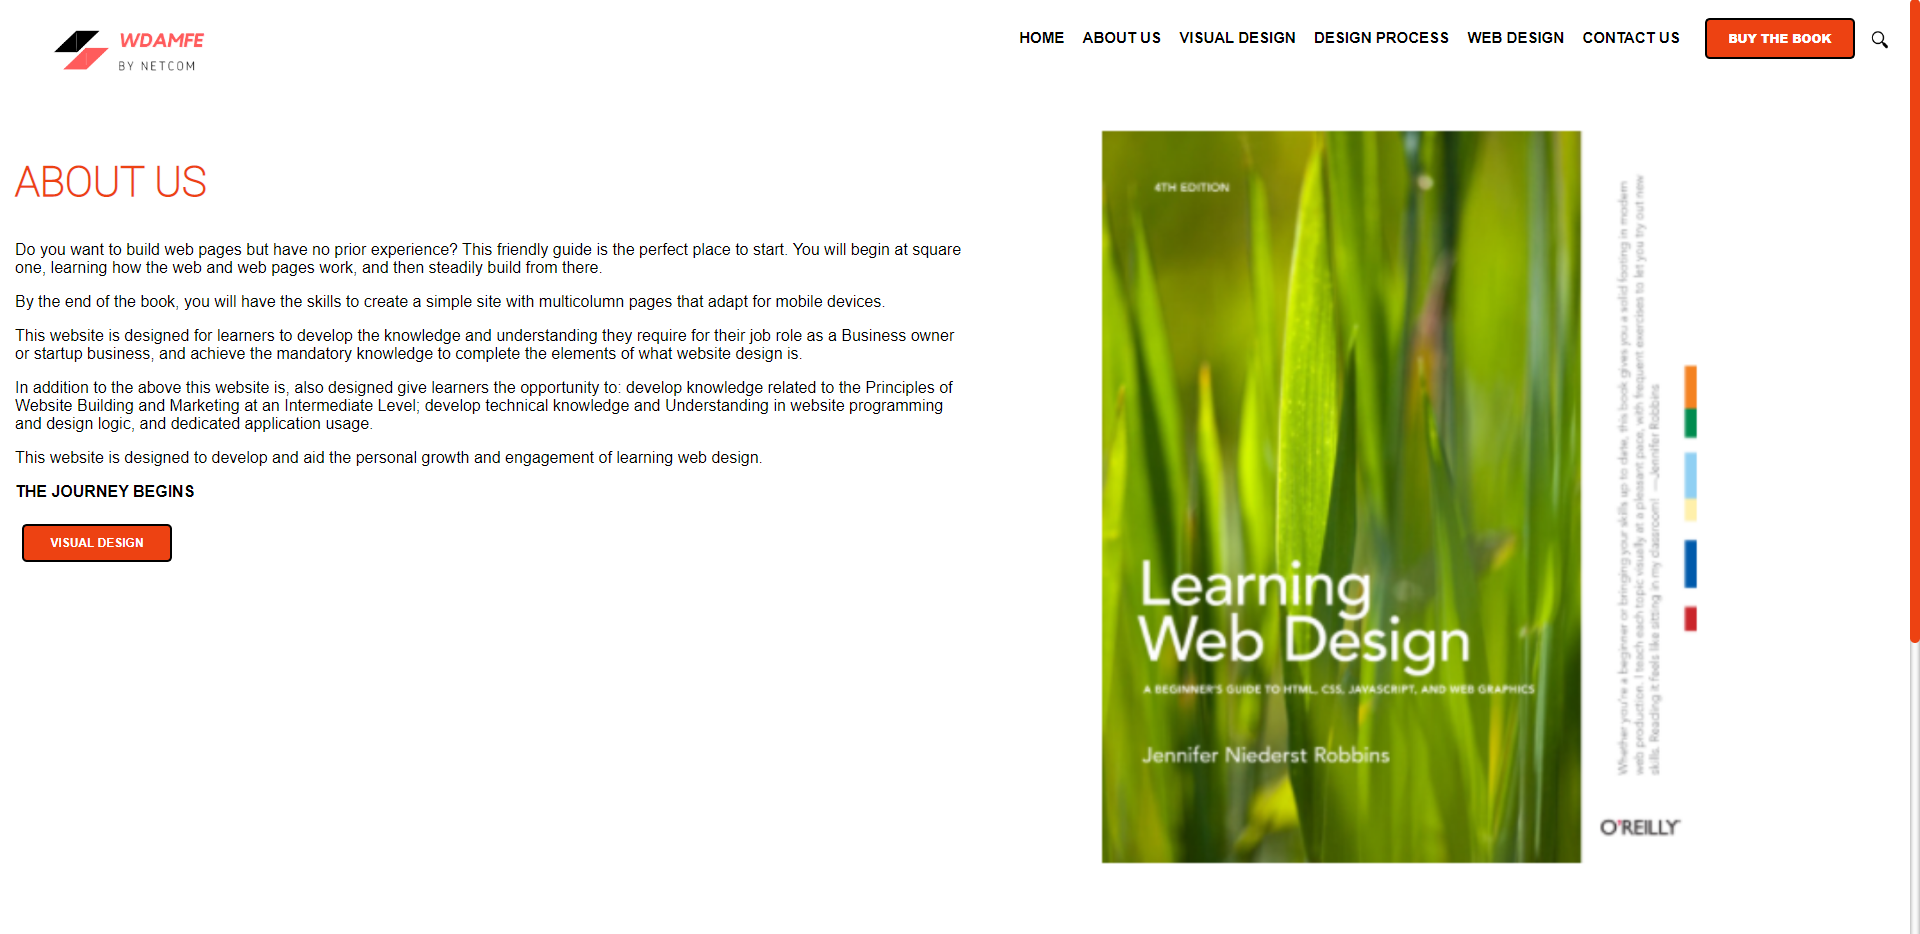 WDAMFE
BY NETCOM
HOME ABOUT US VISUAL DESIGN DESIGN PROCESS WEB DESIGN CONTACT US BUY THE BOOK
ABOUT US
Do you want to build web pages but have no prior experience? This friendly guide is the perfect place to start. You will begin at square
one, learning how the web and web pages work, and then steadily build from there.
By the end of the book, you will have the skills to create a simple site with multicolumn pages that adapt for mobile devices.
This website is designed for learners to develop the knowledge and understanding they require for their job role as a Business owner
or startup business, and achieve the mandatory knowledge to complete the elements of what website design is.
In addition to the above this website is, also designed give learners the opportunity to: develop knowledge related to the Principles of
Website Building and Marketing at an Intermediate Level; develop technical knowledge and Understanding in website programming
and design logic, and dedicated application usage.
This website is designed to develop and aid the personal growth and engagement of learning web design.
THE JOURNEY BEGINS
VISUAL DESIGN
4TH EDITION
Learning
Web Design
A BEGINNER'S GUIDE TO HTML, CSS, JAVASCRIPT, AND WEB GRAPHICS
Jennifer Niederst Robbins
Whether you're a beginner or bringing your skills up to date, this book gives you a solid footing in modern
web production. I teach each topic visually at a pleasant pace, with frequent exercises to let you try out new
skills. Reading it feels like sitting in my classroom! —Jennifer Robbins
O'REILLY